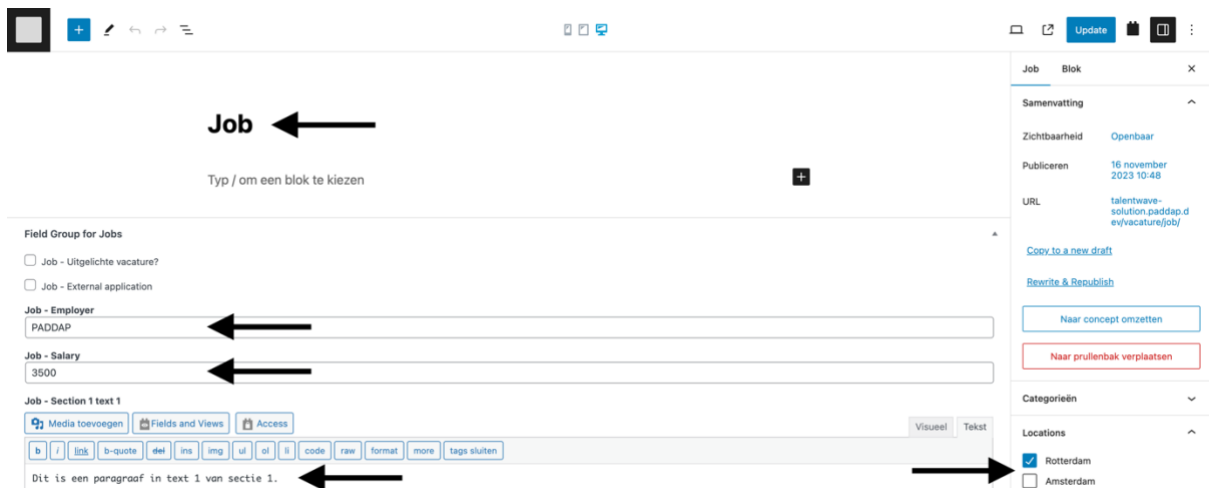 Update
Job
Typ / om een blok te kiezen
Field Group for Jobs
Job - Uitgelichte vacature?
Job - External application
Job - Employer
PADDAP
Job - Salary
3500
Job - Section 1 text 1
Media toevoegen
Fields and Views
Access
Visueel
Tekst
b i link b-quote del ins img ul ol li code raw format more tags sluiten
Dit is een paragraaf in text 1 van sectie 1.
Job Blok
Samenvatting
Zichtbaarheid Openbaar
Publiceren 16 november
2023 10:48
URL talentwave-
solution.paddap.d
ev/vacature/job/
Copy to a new draft
Rewrite & Republish
Naar concept omzetten
Naar prullenbak verplaatsen
Categorieën
Locations
Rotterdam
Amsterdam